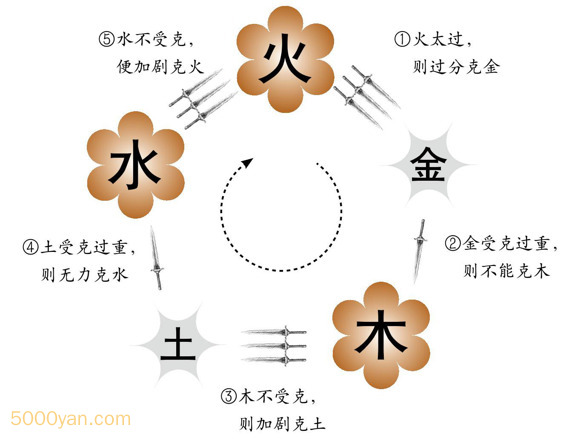 火
①火太过，
则过分克金
金
②金受克过重，
则不能克木
木
③木不受克，
则加剧克土
土
④土受克过重，
则无力克水
水
⑤水不受克，
便加剧克火
5000yan.com